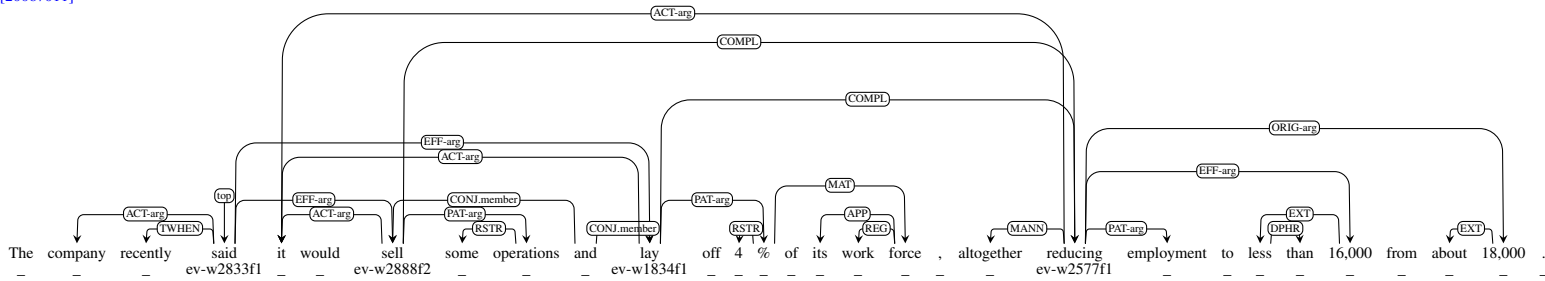 ACT-arg
COMPL
COMPL
ORIG-arg
EFF-arg
ACT-arg
EFF-arg
MAT
top EFF-arg CONJ.member PAT-arg
ACT-arg ACT-arg PAT-arg APP EXT
TWHEN RSTR CONJ.member RSTR REG MANN PAT-arg DPHR EXT
The company recently said it would sell some operations and lay off 4 % of its work force , altogether reducing employment to less than 16,000 from about 18,000 .
_ _ _ ev-w2833f1 _ _ ev-w2888f2 _ _ _ ev-w1834f1 _ _ _ _ _ _ _ _ _ ev-w2577f1 _ _ _ _ _ _ _ _ _